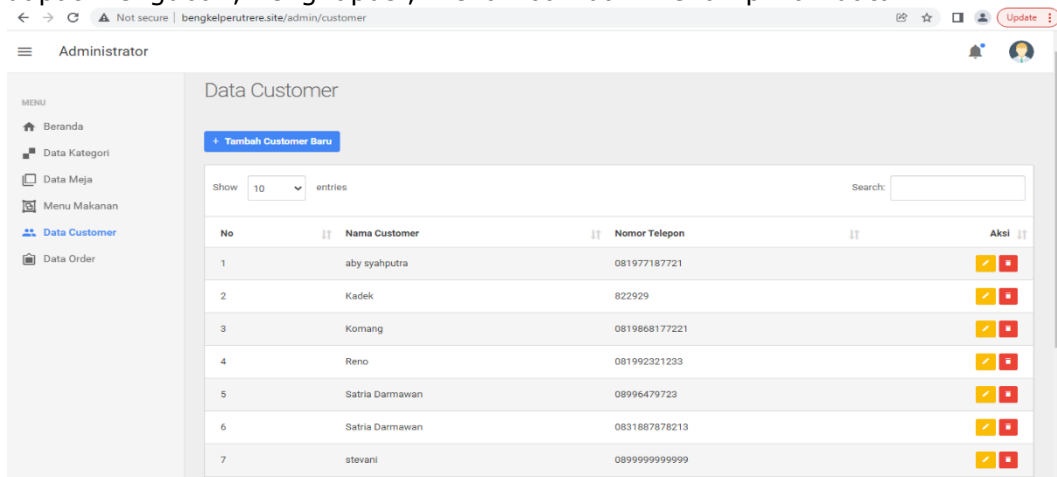 Not secure | bengkelperutrere.site/admin/customer
Update
Administrator
MENU
Beranda
Data Kategori
Data Meja
Menu Makanan
Data Customer
Data Order
Data Customer
+ Tambah Customer Baru
Show 10 entries
Search:
No Nama Customer Nomor Telepon Aksi
1 aby syahputra 081977187721
2 Kadek 822929
3 Komang 0819868177221
4 Reno 081992321233
5 Satria Darmawan 08996479723
6 Satria Darmawan 0831887878213
7 stevani 0899999999999